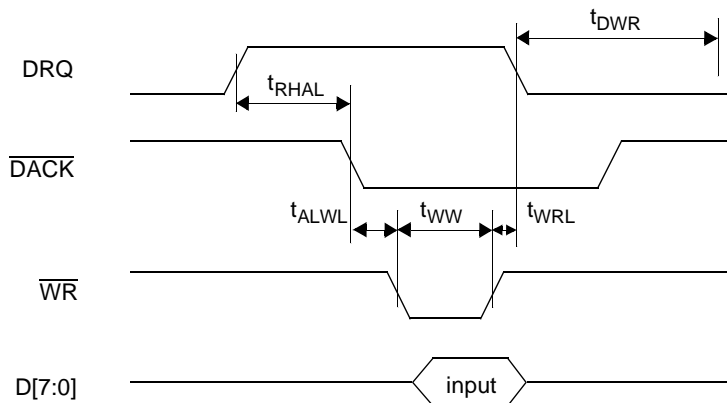 DRQ
tDWR
tRHAL
DACK
tALWL
tWW
tWRL
WR
D[7:0]
input